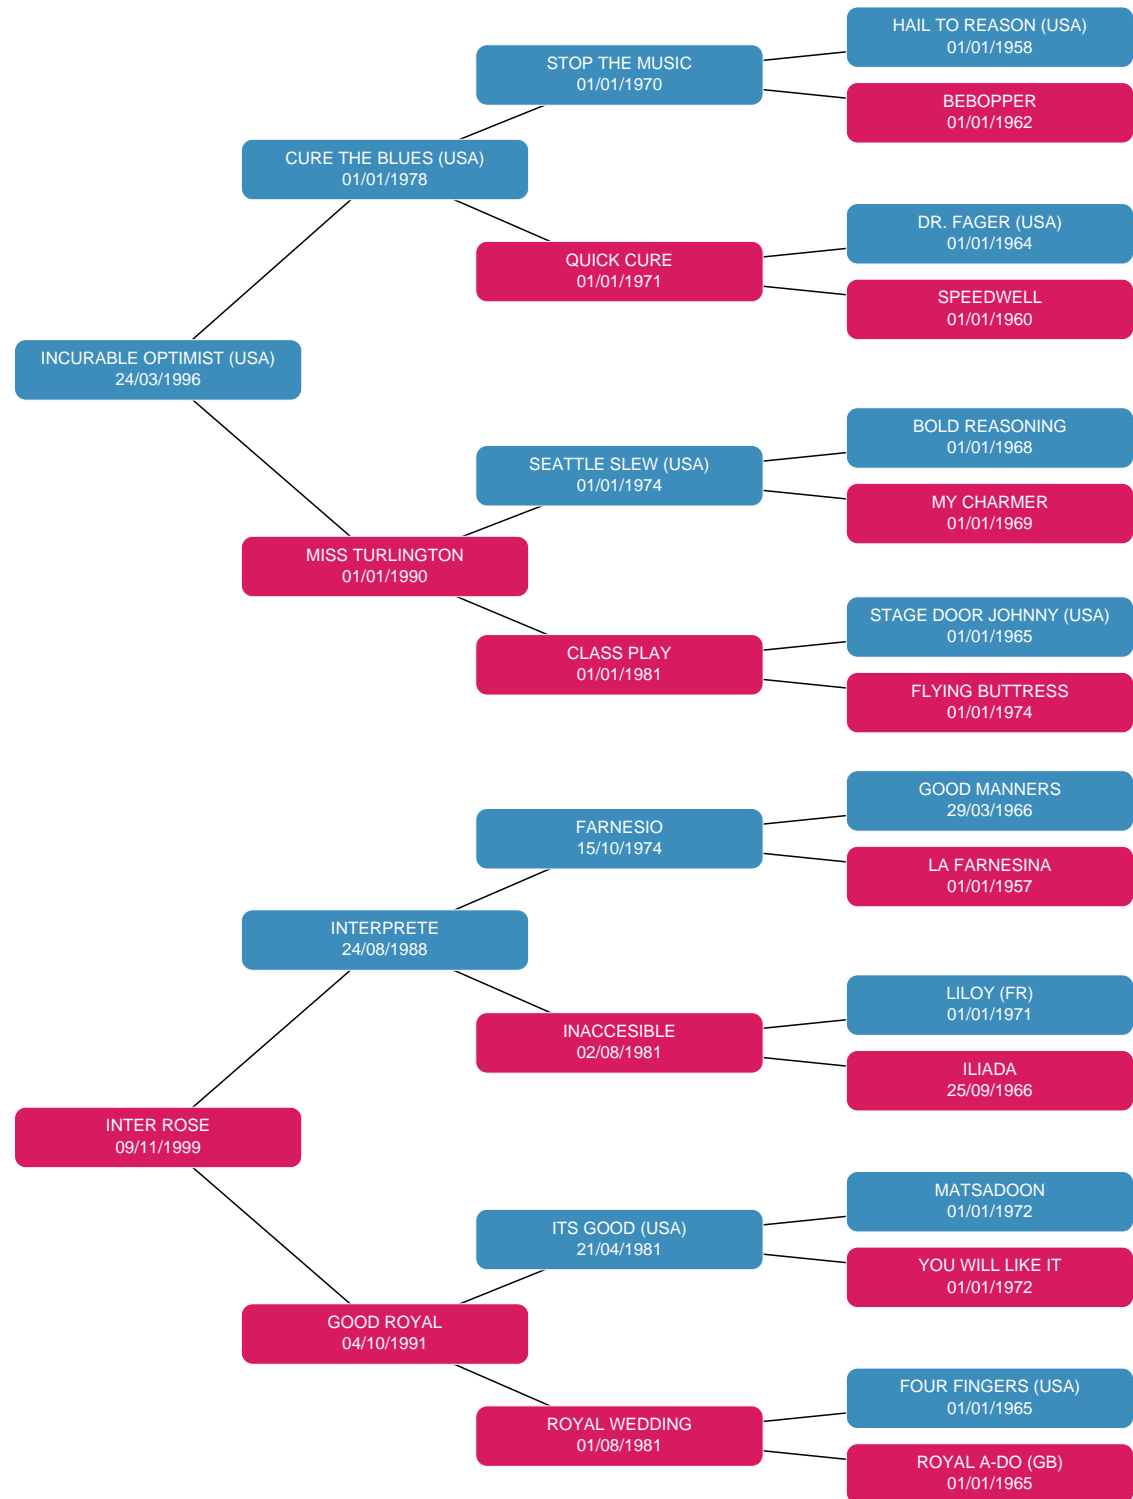 HAIL TO REASON (USA)
01/01/1958
STOP THE MUSIC
01/01/1970
BEBOPPER
01/01/1962
CURE THE BLUES (USA)
01/01/1978
DR. FAGER (USA)
01/01/1964
QUICK CURE
01/01/1971
SPEEDWELL
01/01/1960
INCURABLE OPTIMIST (USA)
24/03/1996
BOLD REASONING
01/01/1968
SEATTLE SLEW (USA)
01/01/1974
MY CHARMER
01/01/1969
MISS TURLINGTON
01/01/1990
STAGE DOOR JOHNNY (USA)
01/01/1965
CLASS PLAY
01/01/1981
FLYING BUTTRESS
01/01/1974
GOOD MANNERS
29/03/1966
FARNESIO
15/10/1974
LA FARNESINA
01/01/1957
INTERPRETE
24/08/1988
LILOY (FR)
01/01/1971
INACCESIBLE
02/08/1981
ILIADA
25/09/1966
INTER ROSE
09/11/1999
MATSADOON
01/01/1972
ITS GOOD (USA)
21/04/1981
YOU WILL LIKE IT
01/01/1972
GOOD ROYAL
04/10/1991
FOUR FINGERS (USA)
01/01/1965
ROYAL WEDDING
01/08/1981
ROYAL A-DO (GB)
01/01/1965